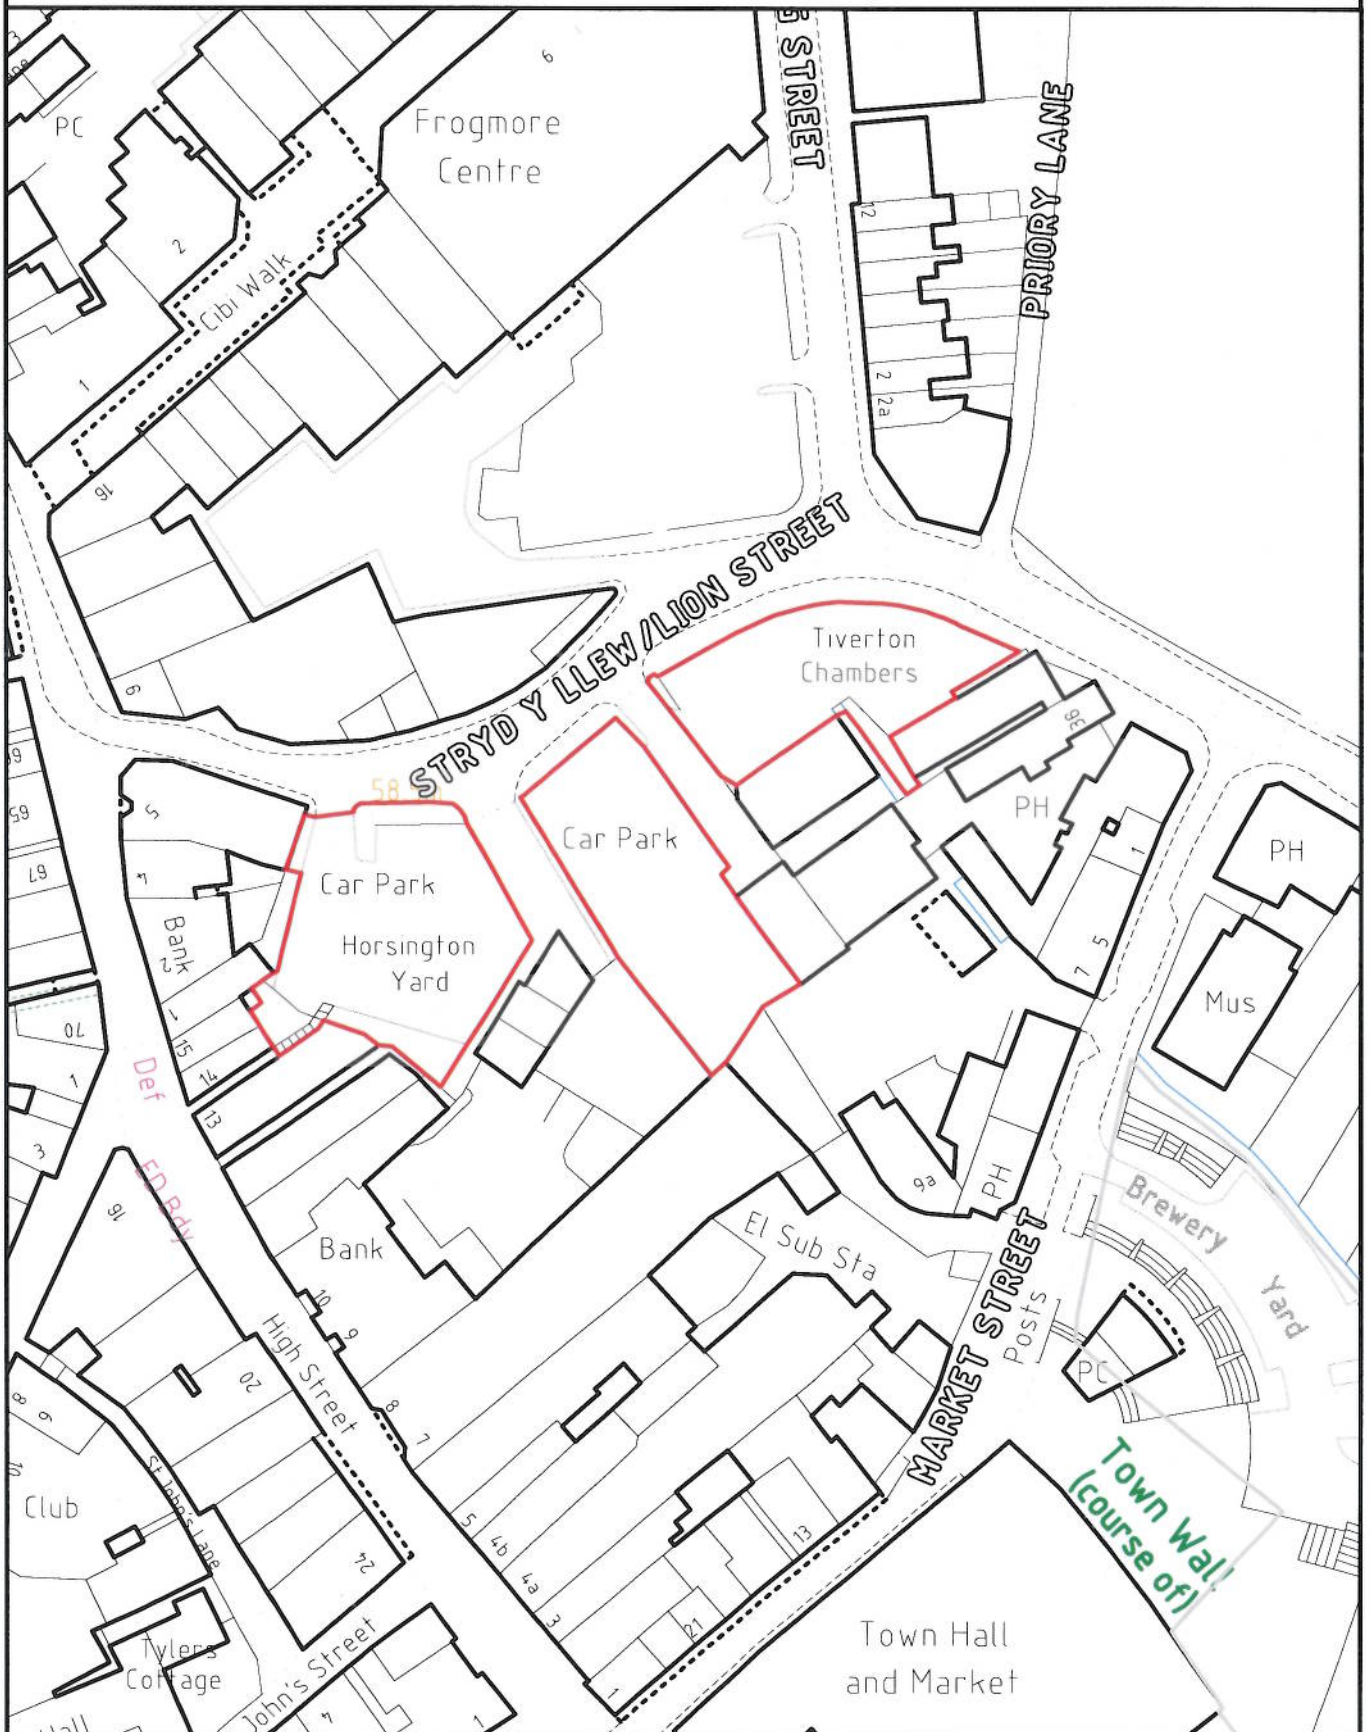 STREET
PRIORY LANE
PC
Frogmore
Centre
6
2
Cibi Walk
1
16
12
2
2a
STRYD Y LLEW/LION STREET
Tiverton
Chambers
36
PH
1
5
7
PH
Mus
9
5
4
Bank
2
1
15
14
13
Car Park
Horsington
Yard
Car Park
65
67
70
1
3
Def
ED Bdy
16
Bank
10
9
8
7
High Street
20
El Sub Sta
9a
PH
MARKET STREET
Posts
Brewery
Yard
PC
Town Wall
(course of)
8
9
10
Club
St John's Lane
24
5
4b
4a
3
1
13
21
Tylers
Cottage
Hall
John's Street
4
1
Town Hall
and Market